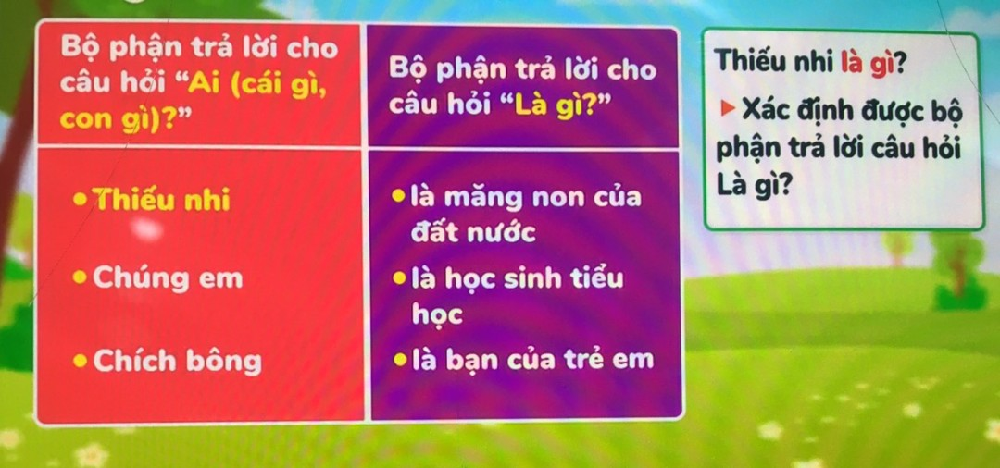 Bộ phận trả lời cho
câu hỏi “Ai (cái gì,
con gì)?”
Bộ phận trả lời cho
câu hỏi “Là gì?”
• Thiếu nhi
• là măng non của
đất nước
• Chúng em
• là học sinh tiểu
học
• Chích bông
• là bạn của trẻ em
Thiếu nhi là gì?
▶ Xác định được bộ
phận trả lời câu hỏi
Là gì?